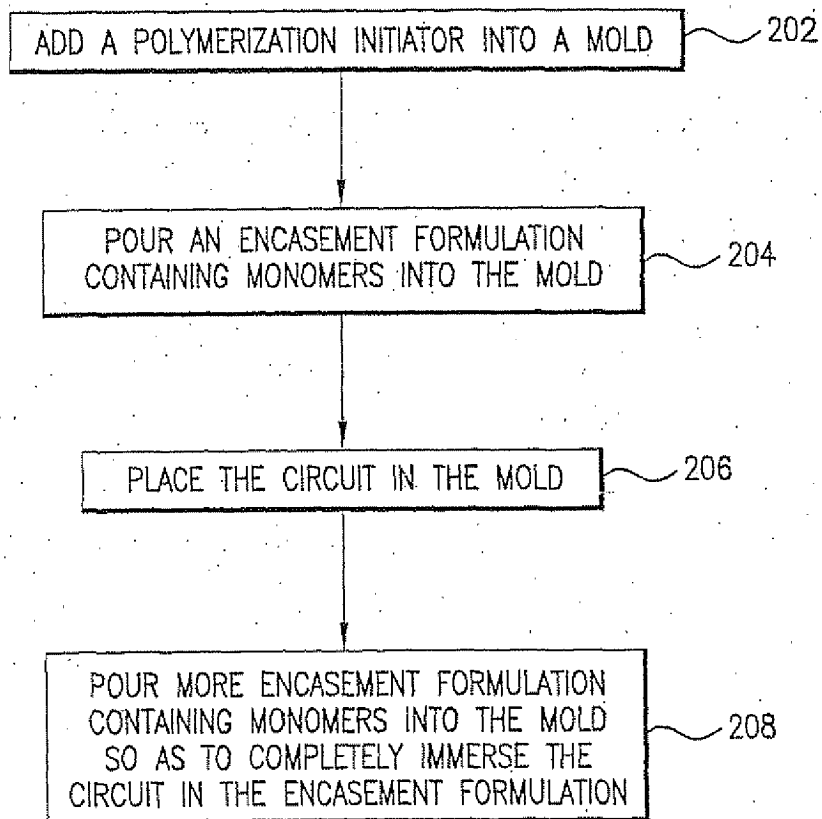 ADD A POLYMERIZATION INITIATOR INTO A MOLD
202
POUR AN ENCASEMENT FORMULATION
CONTAINING MONOMERS INTO THE MOLD
204
PLACE THE CIRCUIT IN THE MOLD
206
POUR MORE ENCASEMENT FORMULATION
CONTAINING MONOMERS INTO THE MOLD
SO AS TO COMPLETELY IMMERSE THE
CIRCUIT IN THE ENCASEMENT FORMULATION
208